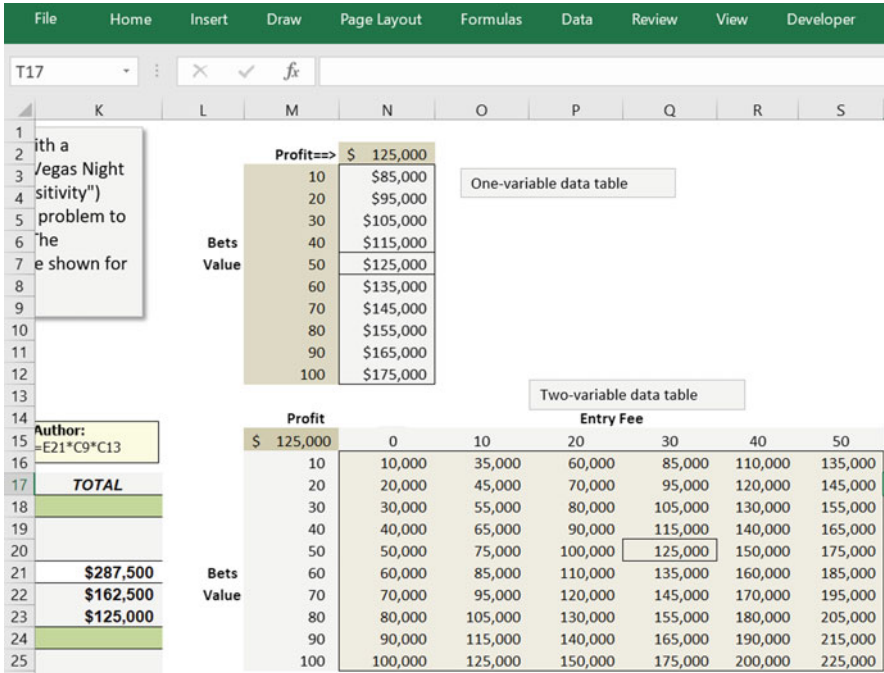 File Home Insert Draw Page Layout Formulas Data Review View Developer
T17 fx
K L M N O P Q R S
1
2 ith a Profit==> $ 125,000
3 Vegas Night 10 $85,000 One-variable data table
4 sitivity") 20 $95,000
5 problem to 30 $105,000
6 The Bets 40 $115,000
7 e shown for Value 50 $125,000
8 60 $135,000
9 70 $145,000
10 80 $155,000
11 90 $165,000
12 100 $175,000
13 Two-variable data table
14 Author: Profit Entry Fee
15 =E21*C9*C13 $ 125,000 0 10 20 30 40 50
16 10 10,000 35,000 60,000 85,000 110,000 135,000
17 TOTAL 20 20,000 45,000 70,000 95,000 120,000 145,000
18 30 30,000 55,000 80,000 105,000 130,000 155,000
19 40 40,000 65,000 90,000 115,000 140,000 165,000
20 50 50,000 75,000 100,000 125,000 150,000 175,000
21 $287,500 Bets 60 60,000 85,000 110,000 135,000 160,000 185,000
22 $162,500 Value 70 70,000 95,000 120,000 145,000 170,000 195,000
23 $125,000 80 80,000 105,000 130,000 155,000 180,000 205,000
24 90 90,000 115,000 140,000 165,000 190,000 215,000
25 100 100,000 125,000 150,000 175,000 200,000 225,000